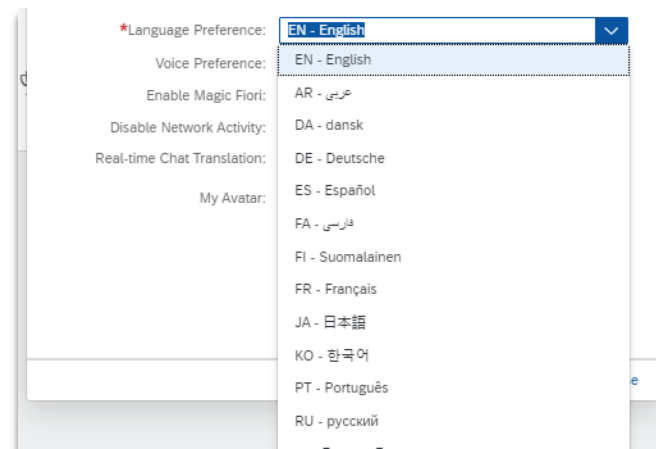 *Language Preference: EN - English
Voice Preference: EN - English
Enable Magic Fiori: AR - عربى
Disable Network Activity: DA - dansk
Real-time Chat Translation: DE - Deutsche
My Avatar: ES - Español
FA - فارسی
FI - Suomalainen
FR - Français
JA - 日本語
KO - 한국어
PT - Português
RU - русский